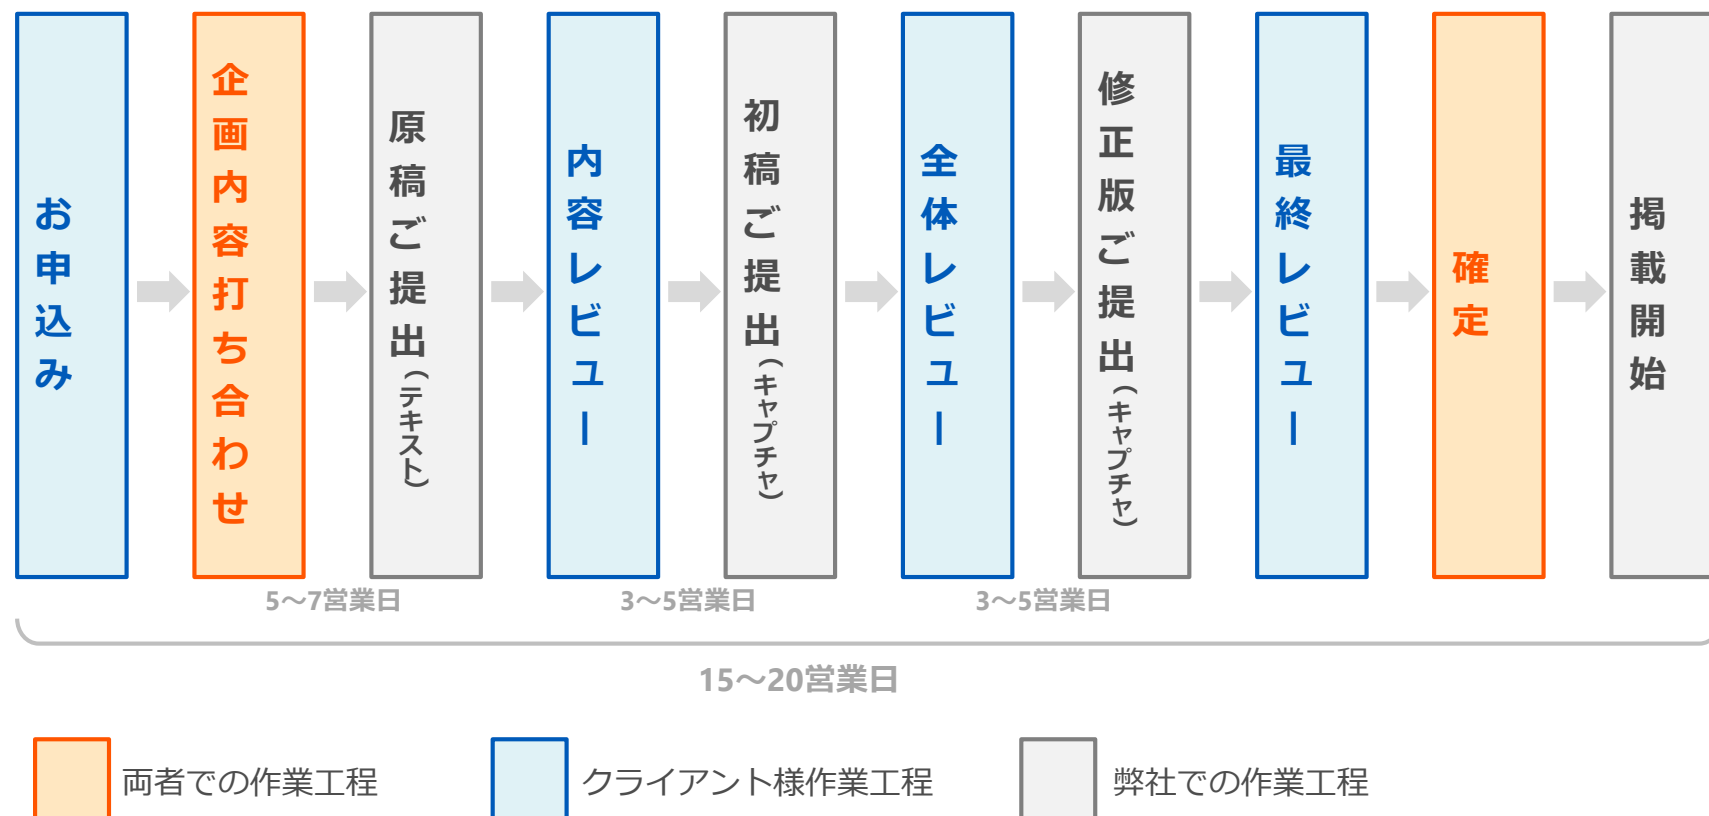 お申込み
企画内容打ち合わせ
原稿ご提出（テキスト）
内容レビュー
初稿ご提出（キャプチャ）
全体レビュー
修正版ご提出（キャプチャ）
最終レビュー
確定
掲載開始
5～7営業日
3～5営業日
3～5営業日
15～20営業日
両者での作業工程
クライアント様作業工程
弊社での作業工程